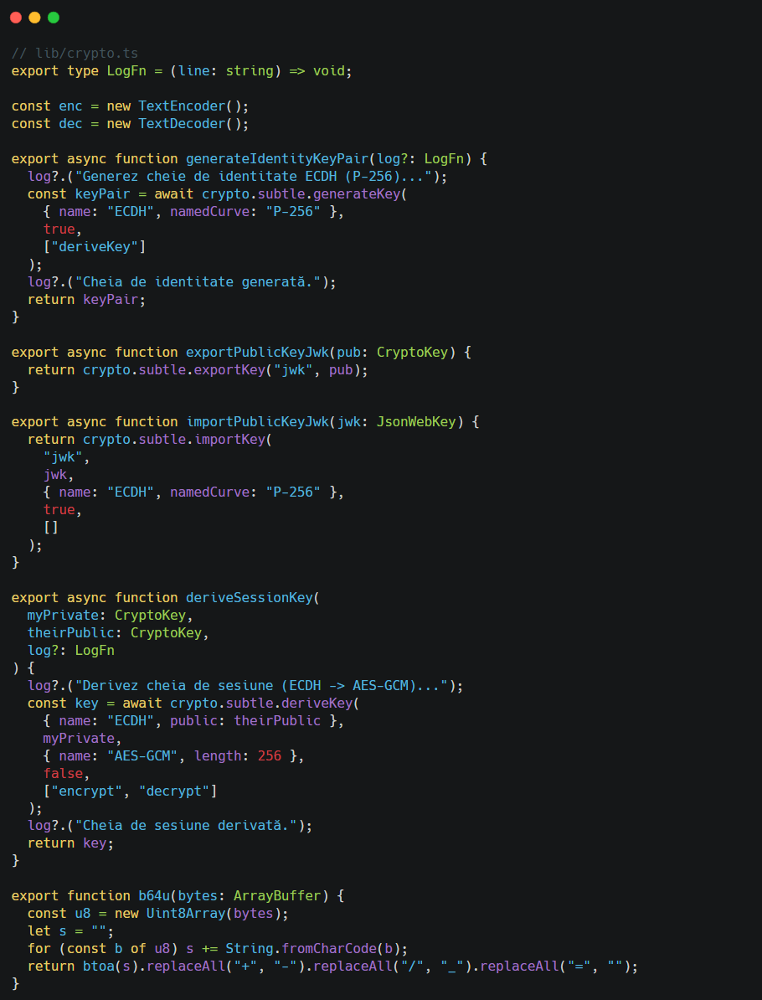 // lib/crypto.ts
export type LogFn = (line: string) => void;
const enc = new TextEncoder();
const dec = new TextDecoder();
export async function generateIdentityKeyPair(log?: LogFn) {
log?.("Generez cheie de identitate ECDH (P-256)...");
const keyPair = await crypto.subtle.generateKey(
{ name: "ECDH", namedCurve: "P-256" },
true,
["deriveKey"]
);
log?.("Cheia de identitate generată.");
return keyPair;
}
export async function exportPublicKeyJwk(pub: CryptoKey) {
return crypto.subtle.exportKey("jwk", pub);
}
export async function importPublicKeyJwk(jwk: JsonWebKey) {
return crypto.subtle.importKey(
"jwk",
jwk,
{ name: "ECDH", namedCurve: "P-256" },
true,
[]
);
}
export async function deriveSessionKey(
myPrivate: CryptoKey,
theirPublic: CryptoKey,
log?: LogFn
) {
log?.("Derivez cheia de sesiune (ECDH -> AES-GCM)...");
const key = await crypto.subtle.deriveKey(
{ name: "ECDH", public: theirPublic },
myPrivate,
{ name: "AES-GCM", length: 256 },
false,
["encrypt", "decrypt"]
);
log?.("Cheia de sesiune derivată.");
return key;
}
export function b64u(bytes: ArrayBuffer) {
const u8 = new Uint8Array(bytes);
let s = "";
for (const b of u8) s += String.fromCharCode(b);
return btoa(s).replaceAll("+", "-").replaceAll("/", "_").replaceAll("=", "");
}